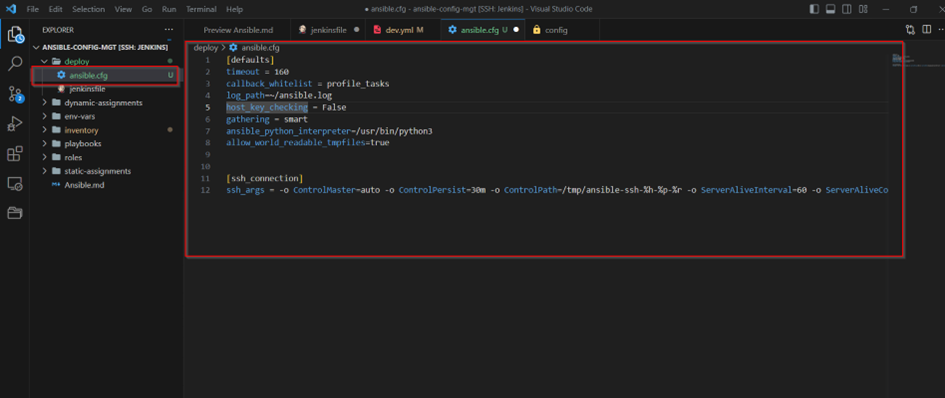 File Edit Selection View Go Run Terminal Help
● ansible.cfg - ansible-config-mgt [SSH: Jenkins] - Visual Studio Code
EXPLORER
Preview Ansible.md
jenkinsfile
dev.yml M
ansible.cfg U
config
ANSIBLE-CONFIG-MGT [SSH: JENKINS]
deploy
ansible.cfg U
jenkinsfile
dynamic-assignments
env-vars
inventory
playbooks
roles
static-assignments
Ansible.md
2
deploy > ansible.cfg
1 [defaults]
2 timeout = 160
3 callback_whitelist = profile_tasks
4 log_path=~/ansible.log
5 host_key_checking = False
6 gathering = smart
7 ansible_python_interpreter=/usr/bin/python3
8 allow_world_readable_tmpfiles=true
9
10
11 [ssh_connection]
12 ssh_args = -o ControlMaster=auto -o ControlPersist=30m -o ControlPath=/tmp/ansible-ssh-%h-%p-%r -o ServerAliveInterval=60 -o ServerAliveCo